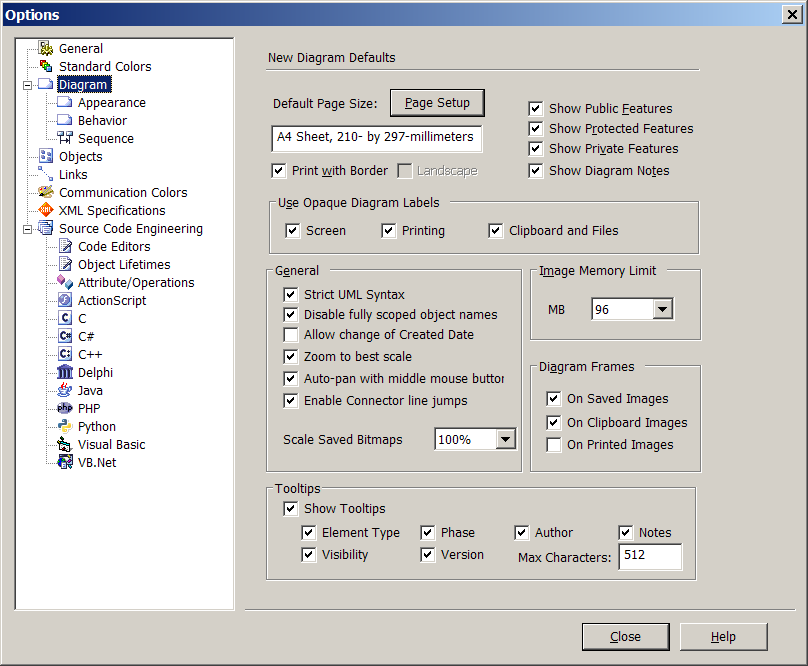 Options
General
Standard Colors
Diagram
Appearance
Behavior
Sequence
Objects
Links
Communication Colors
XML Specifications
Source Code Engineering
Code Editors
Object Lifetimes
Attribute/Operations
ActionScript
C
C#
C++
Delphi
Java
PHP
Python
Visual Basic
VB.Net
New Diagram Defaults
Default Page Size:
Page Setup
A4 Sheet, 210- by 297-millimeters
Print with Border
Landscape
Show Public Features
Show Protected Features
Show Private Features
Show Diagram Notes
Use Opaque Diagram Labels
Screen
Printing
Clipboard and Files
General
Strict UML Syntax
Disable fully scoped object names
Allow change of Created Date
Zoom to best scale
Auto-pan with middle mouse button
Enable Connector line jumps
Scale Saved Bitmaps
100%
Image Memory Limit
MB
96
Diagram Frames
On Saved Images
On Clipboard Images
On Printed Images
Tooltips
Show Tooltips
Element Type
Phase
Author
Notes
Visibility
Version
Max Characters:
512
Close
Help